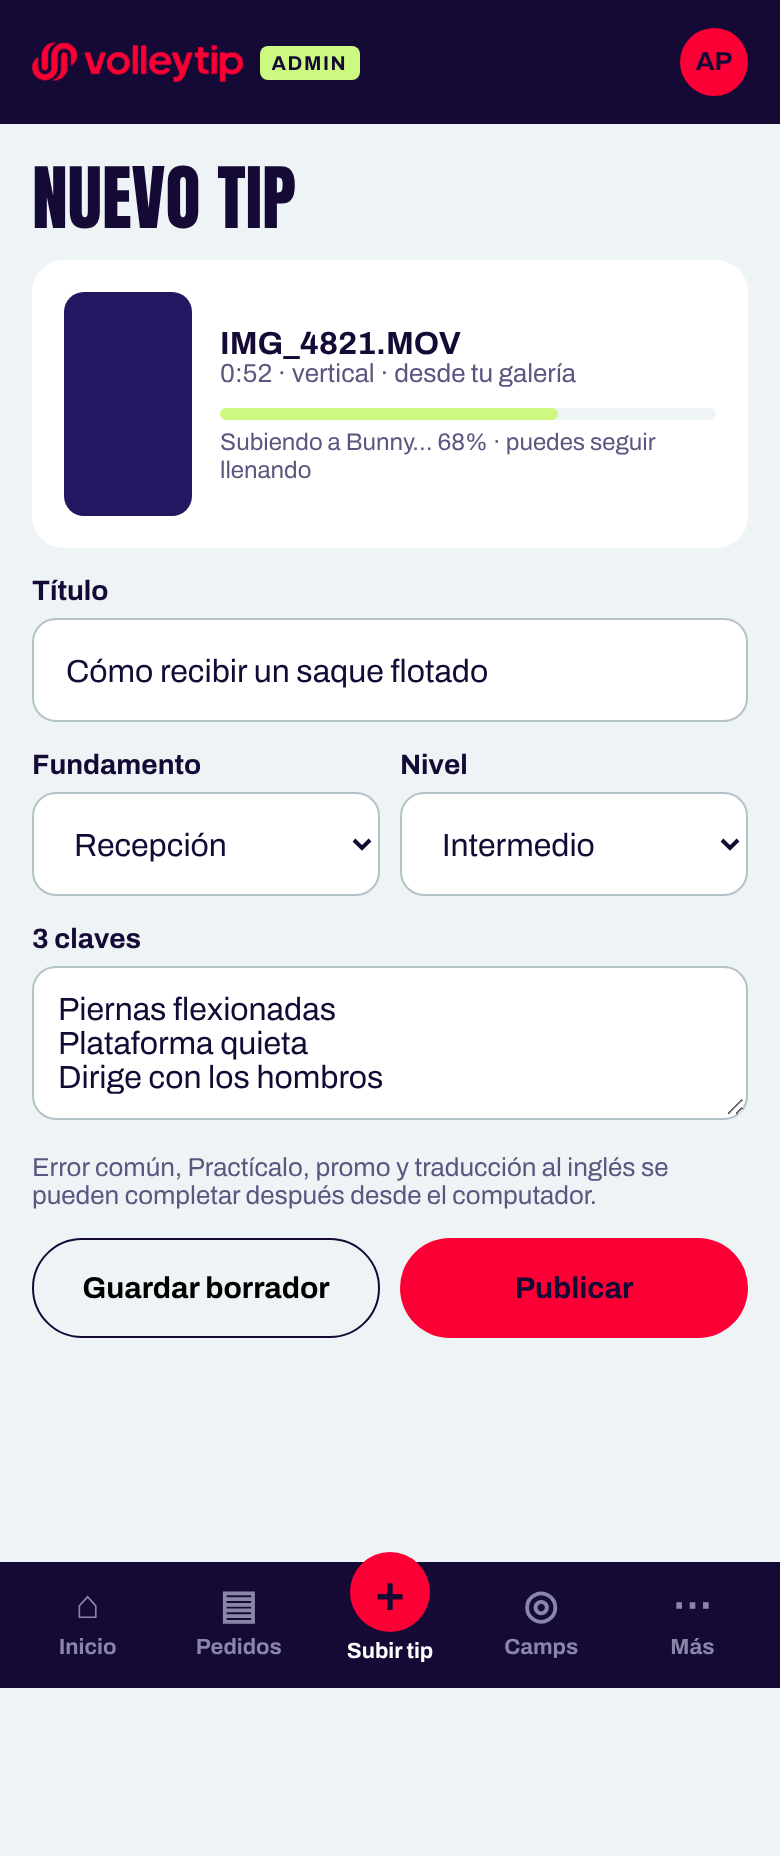 volleytip ADMIN AP
NUEVO TIP
IMG_4821.MOV
0:52 · vertical · desde tu galería
Subiendo a Bunny... 68% · puedes seguir
llenando
Título
Cómo recibir un saque flotado
Fundamento Nivel
Recepción Intermedio
3 claves
Piernas flexionadas
Plataforma quieta
Dirige con los hombros
Error común, Practícalo, promo y traducción al inglés se
pueden completar después desde el computador.
Guardar borrador Publicar
Inicio Pedidos Subir tip Camps Más